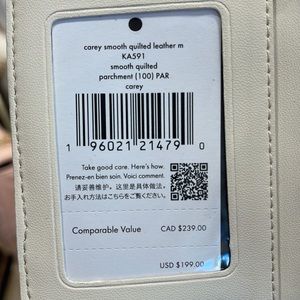 carey smooth quilted leather m
KA591
smooth quilted
parchment (100) PAR
carey
1 96021 21479 0
Take good care. Here's how.
Prenez-en bien soin. Voici comment.
请妥善维护。这里是具体做法。
お手入れ方法はこちらをご覧ください。
Comparable Value CAD $239.00
USD $199.00